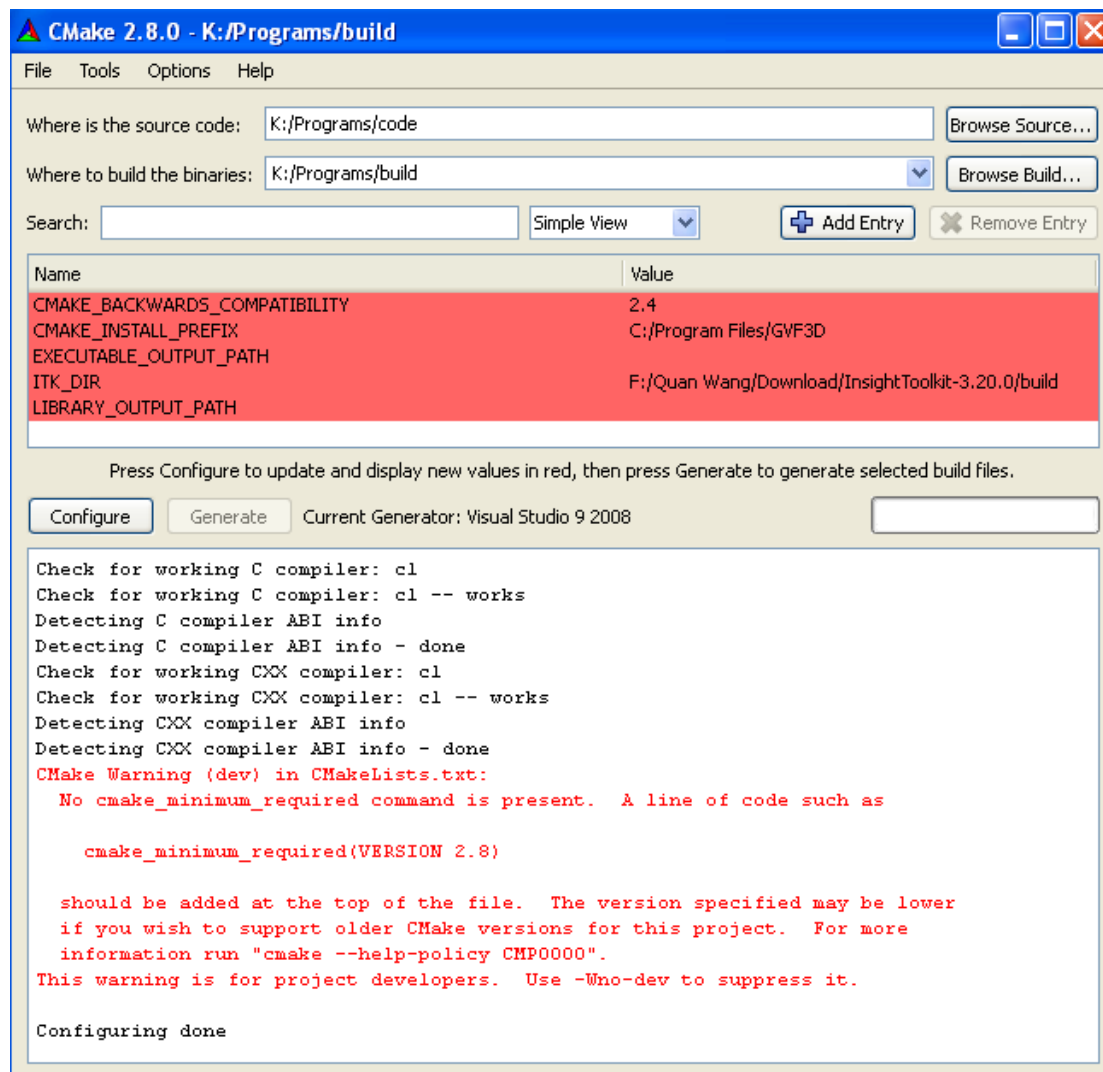 CMake 2.8.0 - K:/Programs/build
File Tools Options Help
Where is the source code: K:/Programs/code Browse Source...
Where to build the binaries: K:/Programs/build Browse Build...
Search: Simple View Add Entry Remove Entry
Name Value
CMAKE_BACKWARDS_COMPATIBILITY 2.4
CMAKE_INSTALL_PREFIX C:/Program Files/GVF3D
EXECUTABLE_OUTPUT_PATH
ITK_DIR F:/Quan Wang/Download/InsightToolkit-3.20.0/build
LIBRARY_OUTPUT_PATH
Press Configure to update and display new values in red, then press Generate to generate selected build files.
Configure Generate Current Generator: Visual Studio 9 2008
Check for working C compiler: cl
Check for working C compiler: cl -- works
Detecting C compiler ABI info
Detecting C compiler ABI info - done
Check for working CXX compiler: cl
Check for working CXX compiler: cl -- works
Detecting CXX compiler ABI info
Detecting CXX compiler ABI info - done
CMake Warning (dev) in CMakeLists.txt:
No cmake_minimum_required command is present. A line of code such as
cmake_minimum_required(VERSION 2.8)
should be added at the top of the file. The version specified may be lower
if you wish to support older CMake versions for this project. For more
information run "cmake --help-policy CMP0000".
This warning is for project developers. Use -Wno-dev to suppress it.
Configuring done